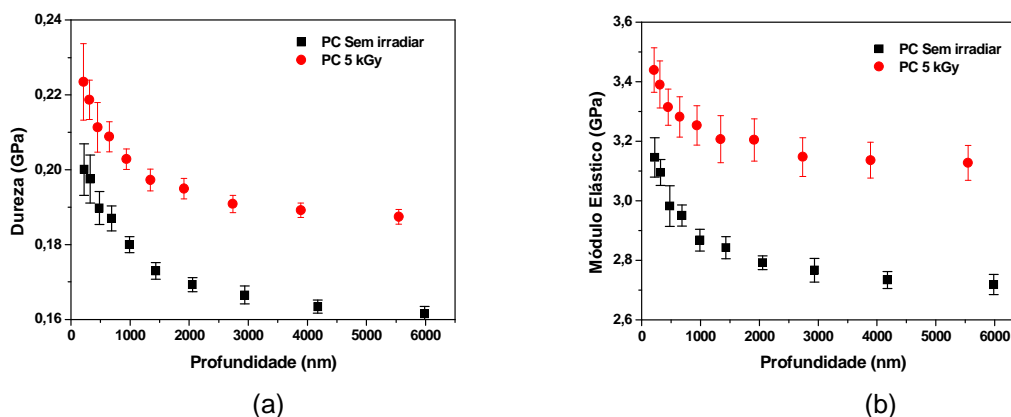 0,24
0,22
0,20
0,18
0,16
Dureza (GPa)
PC Sem irradiar
PC 5 kGy
0 1000 2000 3000 4000 5000 6000
Profundidade (nm)
(a)
3,6
3,4
3,2
3,0
2,8
2,6
Módulo Elástico (GPa)
PC Sem irradiar
PC 5 kGy
0 1000 2000 3000 4000 5000 6000
Profundidade (nm)
(b)